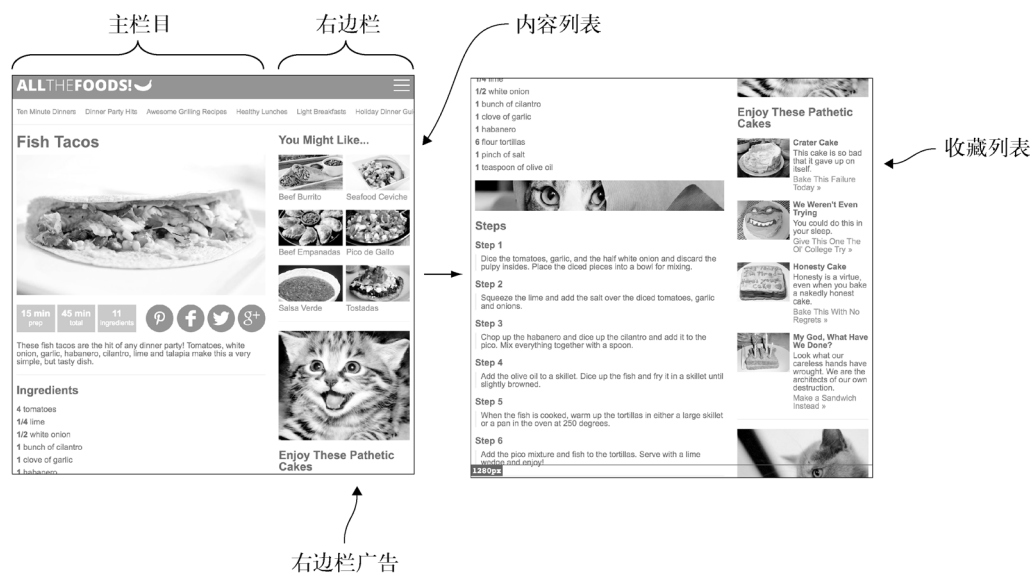 主栏目
右边栏
内容列表
ALLTHEFOODS!
Ten Minute Dinners Dinner Party Hits Awesome Grilling Recipes Healthy Lunches Light Breakfasts Holiday Dinner Gui
Fish Tacos
15 min
prep
45 min
total
11
ingredients
These fish tacos are the hit of any dinner party! Tomatoes, white
onion, garlic, habanero, cilantro, lime and talapia make this a very
simple, but tasty dish.
Ingredients
4 tomatoes
1/4 lime
1/2 white onion
1 bunch of cilantro
1 clove of garlic
1 habanero
You Might Like...
Beef Burrito
Seafood Ceviche
Beef Empanadas
Pico de Gallo
Salsa Verde
Tostadas
Enjoy These Pathetic
Cakes
右边栏广告
1/4 lime
1/2 white onion
1 bunch of cilantro
1 clove of garlic
1 habanero
6 flour tortillas
1 pinch of salt
1 teaspoon of olive oil
Steps
Step 1
Dice the tomatoes, garlic, and the half white onion and discard the
pulpy insides. Place the diced pieces into a bowl for mixing.
Step 2
Squeeze the lime and add the salt over the diced tomatoes, garlic
and onions.
Step 3
Chop up the habanero and dice up the cilantro and add it to the
pico. Mix everything together with a spoon.
Step 4
Add the olive oil to a skillet. Dice up the fish and fry it in a skillet until
slightly browned.
Step 5
When the fish is cooked, warm up the tortillas in either a large skillet
or a pan in the oven at 250 degrees.
Step 6
Add the pico mixture and fish to the tortillas. Serve with a lime
wedge and enjoy!
1280px
Enjoy These Pathetic
Cakes
Crater Cake
This cake is so bad
that it gave up on
itself.
Bake This Failure
Today »
We Weren't Even
Trying
You could do this in
your sleep.
Give This One The
Ol' College Try »
Honesty Cake
Honesty is a virtue,
even when you bake
a nakedly honest
cake.
Bake This With No
Regrets »
My God, What Have
We Done?
Look what our
careless hands have
wrought. We are the
architects of our own
destruction.
Make a Sandwich
Instead »
收藏列表